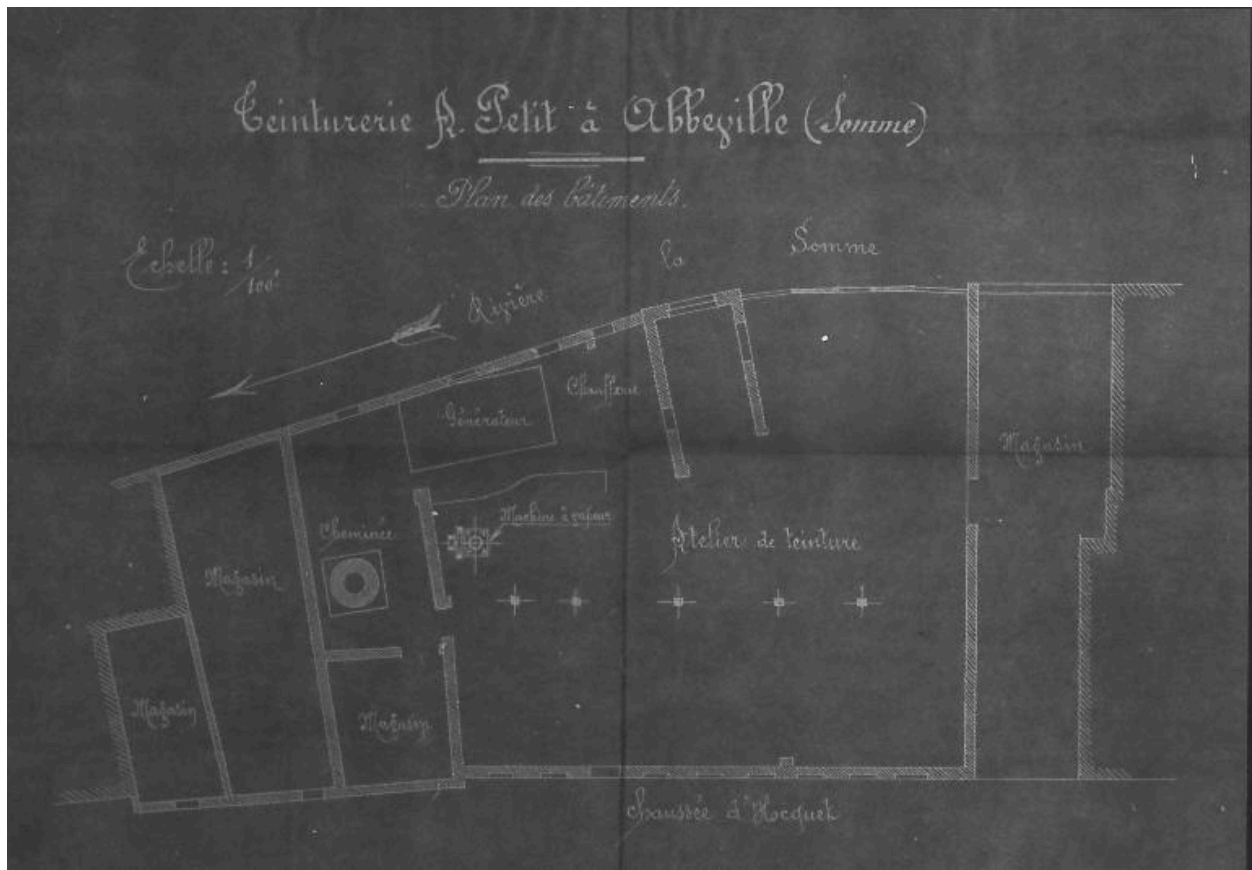 Teinturerie A. Petit à Abbeville (Somme)
Plan des bâtiments.
Echelle: 1/100e
Rivière la Somme
Chaufferie
Générateur
Magasin
Machine à vapeur
Cheminée
Atelier de teinture
Magasin
Magasin
Magasin
Chaussée d'Hocquet